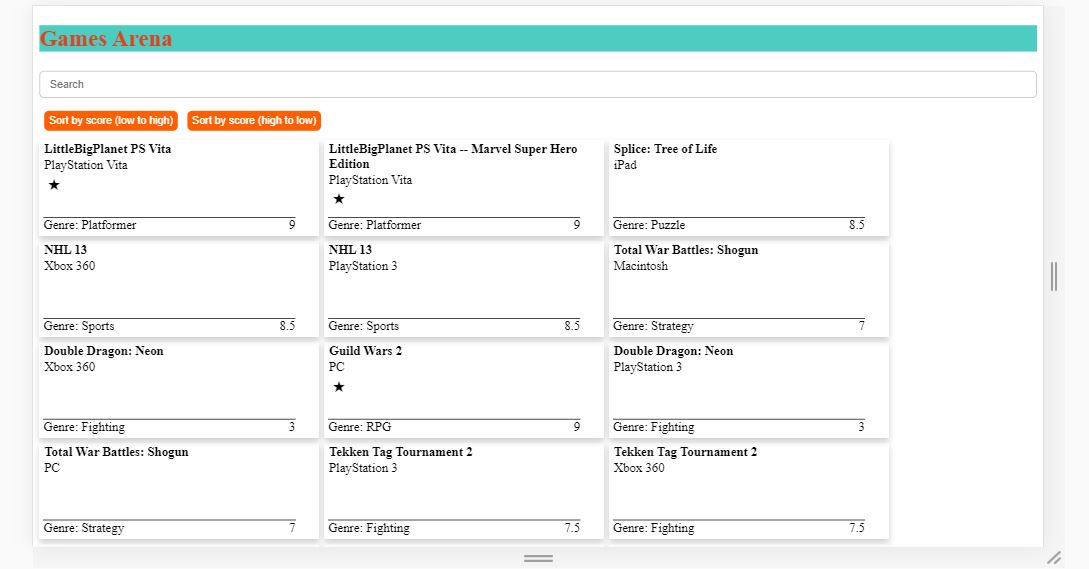 Games Arena
Search
Sort by score (low to high) Sort by score (high to low)
LittleBigPlanet PS Vita
PlayStation Vita
★
Genre: Platformer 9
LittleBigPlanet PS Vita -- Marvel Super Hero
Edition
PlayStation Vita
★
Genre: Platformer 9
Splice: Tree of Life
iPad
Genre: Puzzle 8.5
NHL 13
Xbox 360
Genre: Sports 8.5
NHL 13
PlayStation 3
Genre: Sports 8.5
Total War Battles: Shogun
Macintosh
Genre: Strategy 7
Double Dragon: Neon
Xbox 360
Genre: Fighting 3
Guild Wars 2
PC
★
Genre: RPG 9
Double Dragon: Neon
PlayStation 3
Genre: Fighting 3
Total War Battles: Shogun
PC
Genre: Strategy 7
Tekken Tag Tournament 2
PlayStation 3
Genre: Fighting 7.5
Tekken Tag Tournament 2
Xbox 360
Genre: Fighting 7.5